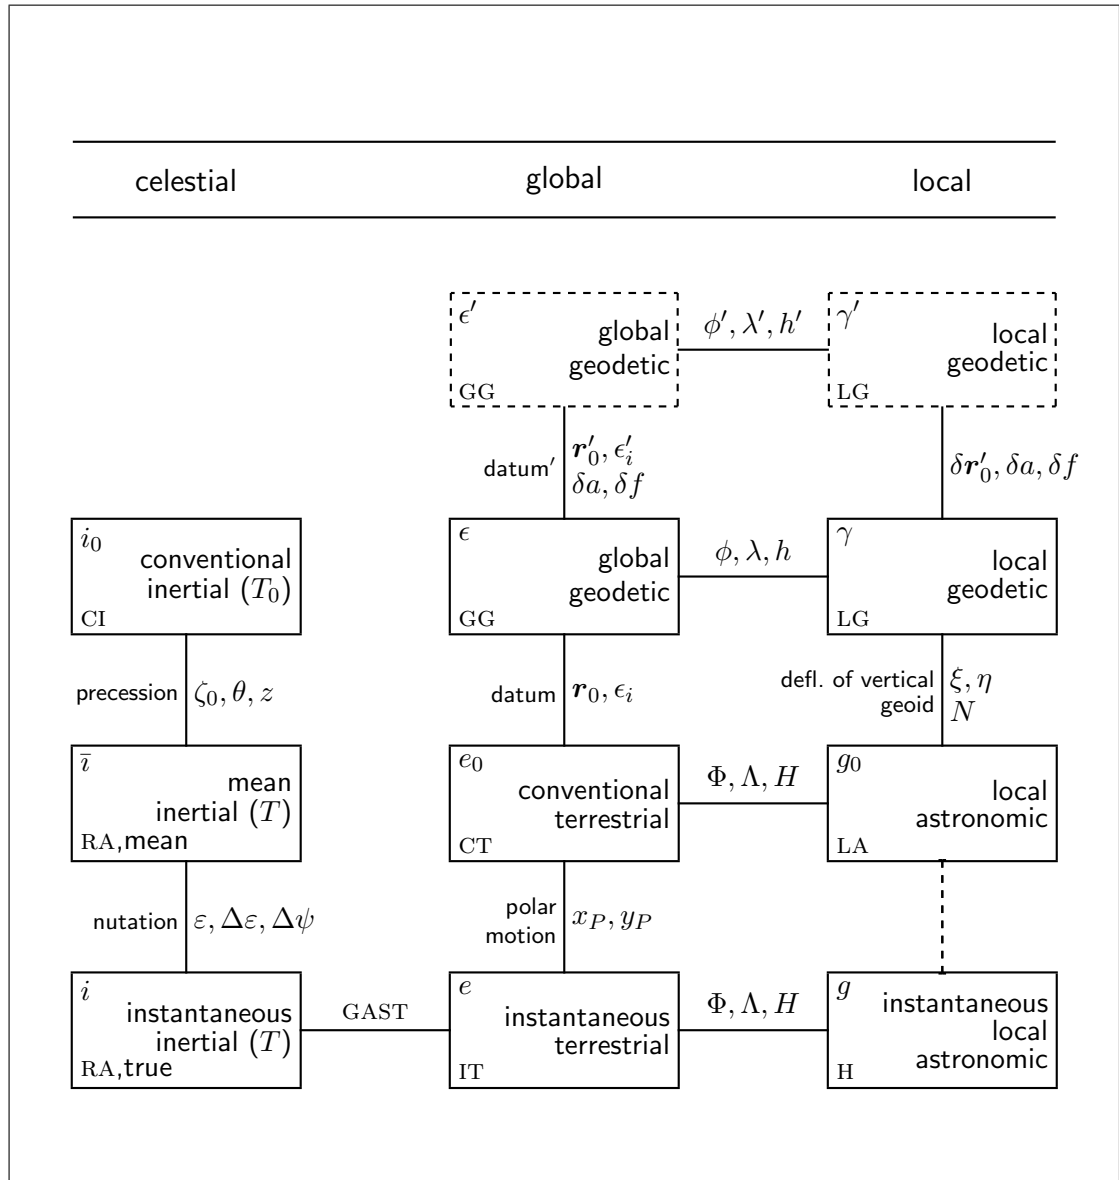 celestial
global
local
ϵ′
global
geodetic
GG
ϕ′, λ′, h′
γ′
local
geodetic
LG
datum′
r′₀, ϵ′ᵢ
δa, δf
δr′₀, δa, δf
i₀
conventional
inertial (T₀)
CI
ϵ
global
geodetic
GG
ϕ, λ, h
γ
local
geodetic
LG
precession
ζ₀, θ, z
datum
r₀, ϵᵢ
defl. of vertical
geoid
ξ, η
N
ī
mean
inertial (T)
RA,mean
e₀
conventional
terrestrial
CT
Φ, Λ, H
g₀
local
astronomic
LA
nutation
ε, Δε, Δψ
polar
motion
x_P, y_P
i
instantaneous
inertial (T)
RA,true
GAST
e
instantaneous
terrestrial
IT
Φ, Λ, H
g
instantaneous
local
astronomic
H